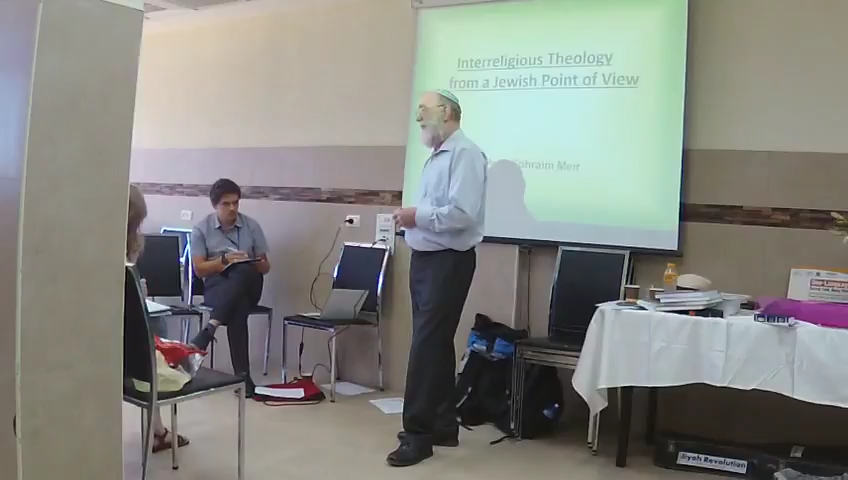 Interreligious Theology
from a Jewish Point of View
Ephraim Meir
Revolution